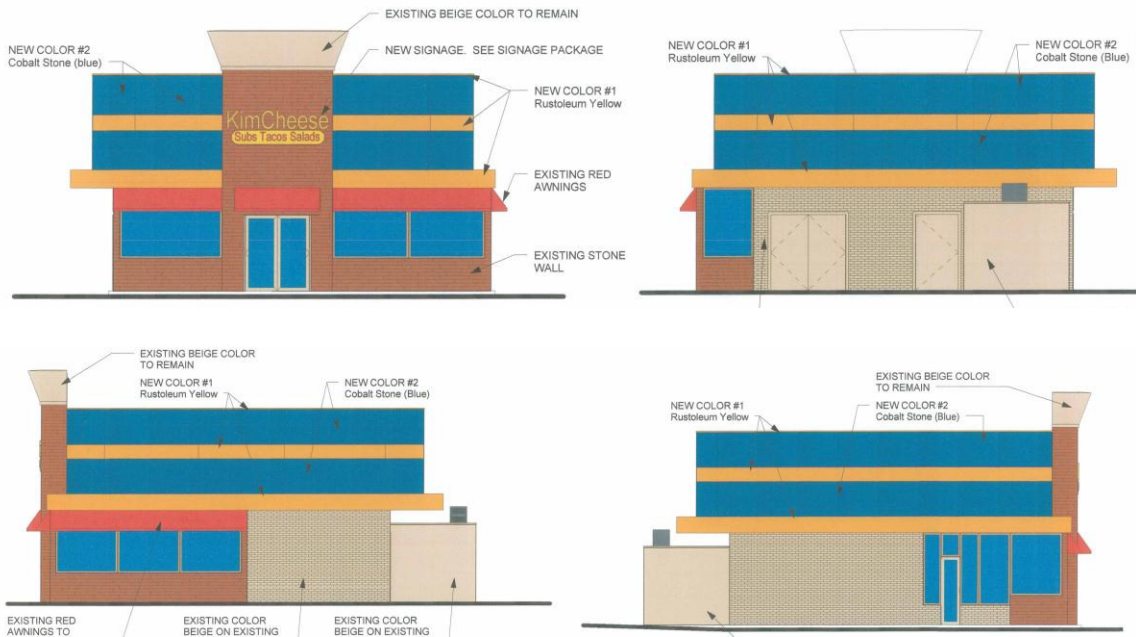 EXISTING BEIGE COLOR TO REMAIN
NEW COLOR #2
Cobalt Stone (blue)
NEW SIGNAGE. SEE SIGNAGE PACKAGE
NEW COLOR #1
Rustoleum Yellow
KimCheese
Subs Tacos Salads
EXISTING RED
AWNINGS
EXISTING STONE
WALL
NEW COLOR #1
Rustoleum Yellow
NEW COLOR #2
Cobalt Stone (Blue)
EXISTING BEIGE COLOR
TO REMAIN
NEW COLOR #1
Rustoleum Yellow
NEW COLOR #2
Cobalt Stone (Blue)
EXISTING RED
AWNINGS TO
EXISTING COLOR
BEIGE ON EXISTING
EXISTING COLOR
BEIGE ON EXISTING
EXISTING BEIGE COLOR
TO REMAIN
NEW COLOR #1
Rustoleum Yellow
NEW COLOR #2
Cobalt Stone (Blue)